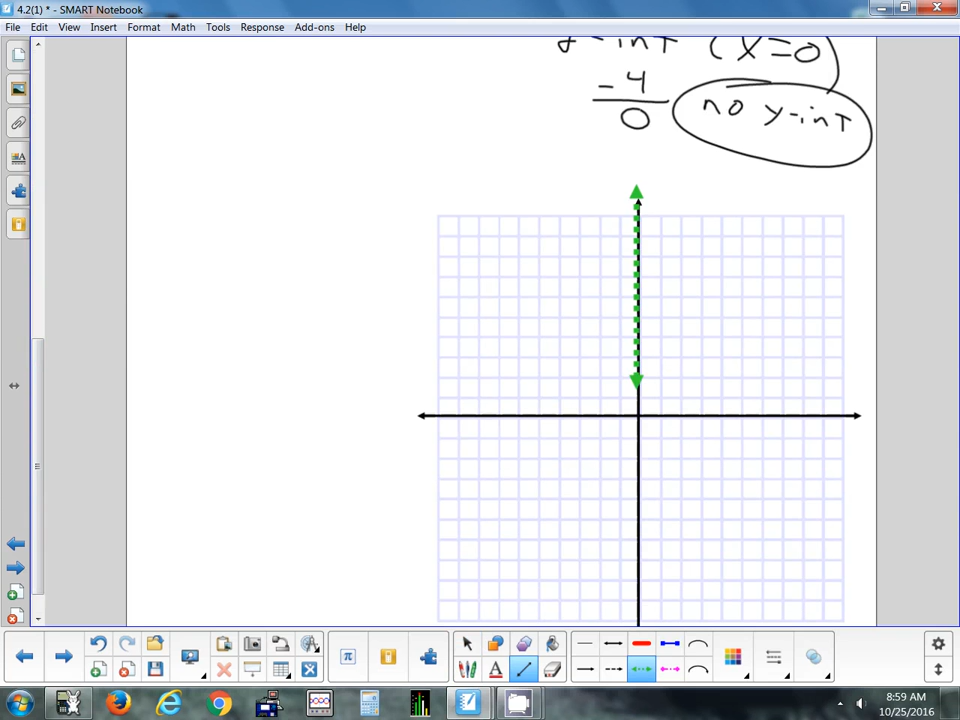 4.2(1) * - SMART Notebook
File Edit View Insert Format Math Tools Response Add-ons Help
y-int (x=0)
-4
0
no y-int
8:59 AM
10/25/2016